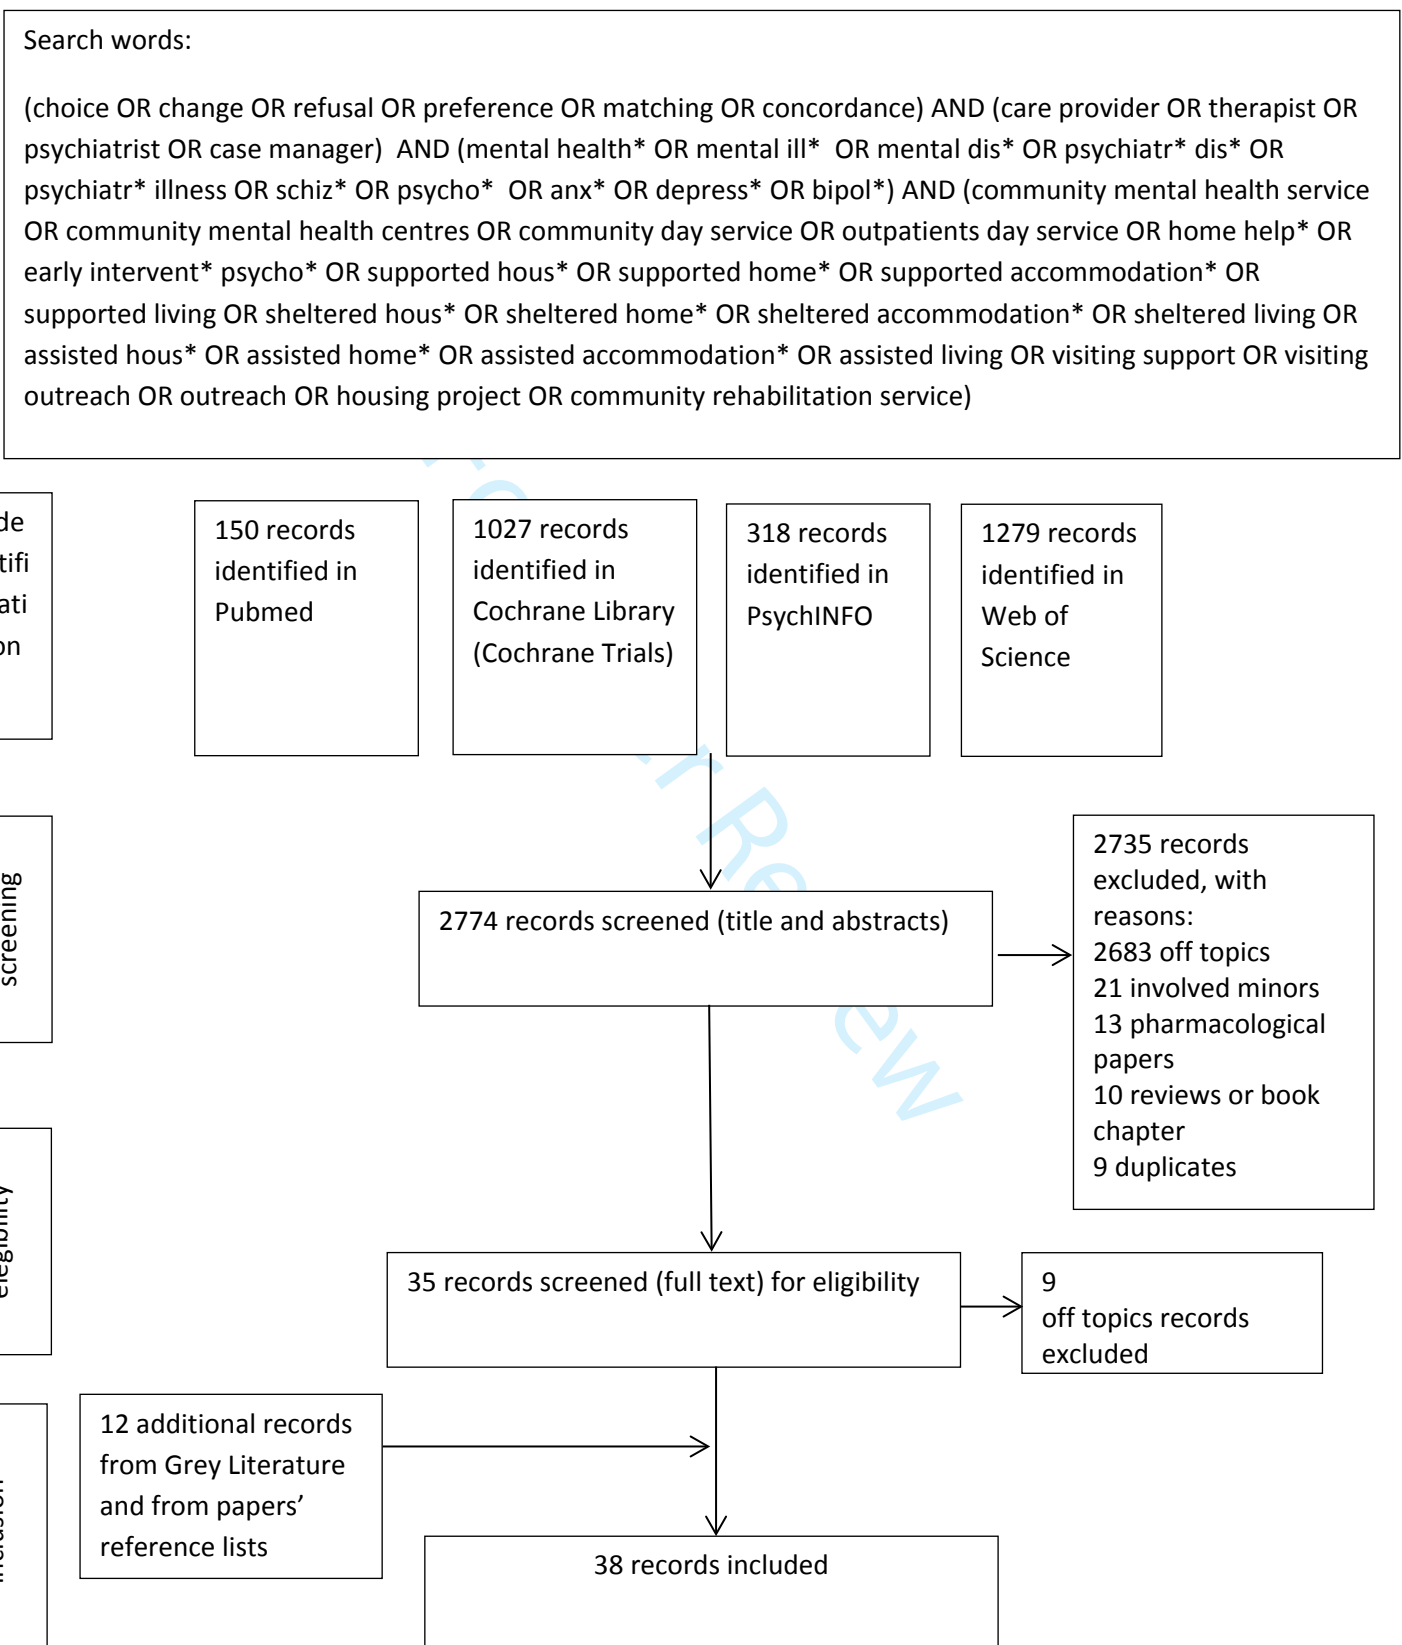 Search words:
(choice OR change OR refusal OR preference OR matching OR concordance) AND (care provider OR therapist OR
psychiatrist OR case manager)  AND (mental health* OR mental ill*  OR mental dis* OR psychiatr* dis* OR
psychiatr* illness OR schiz* OR psycho*  OR anx* OR depress* OR bipol*) AND (community mental health service
OR community mental health centres OR community day service OR outpatients day service OR home help* OR
early intervent* psycho* OR supported hous* OR supported home* OR supported accommodation* OR
supported living OR sheltered hous* OR sheltered home* OR sheltered accommodation* OR sheltered living OR
assisted hous* OR assisted home* OR assisted accommodation* OR assisted living OR visiting support OR visiting
outreach OR outreach OR housing project OR community rehabilitation service)
de
tifi
ati
on
150 records
identified in
Pubmed
1027 records
identified in
Cochrane Library
(Cochrane Trials)
318 records
identified in
PsychINFO
1279 records
identified in
Web of
Science
r Review
screening
2774 records screened (title and abstracts)
2735 records
excluded, with
reasons:
2683 off topics
21 involved minors
13 pharmacological
papers
10 reviews or book
chapter
9 duplicates
elegibility
35 records screened (full text) for eligibility
9
off topics records
excluded
12 additional records
from Grey Literature
and from papers’
reference lists
inclusion
38 records included